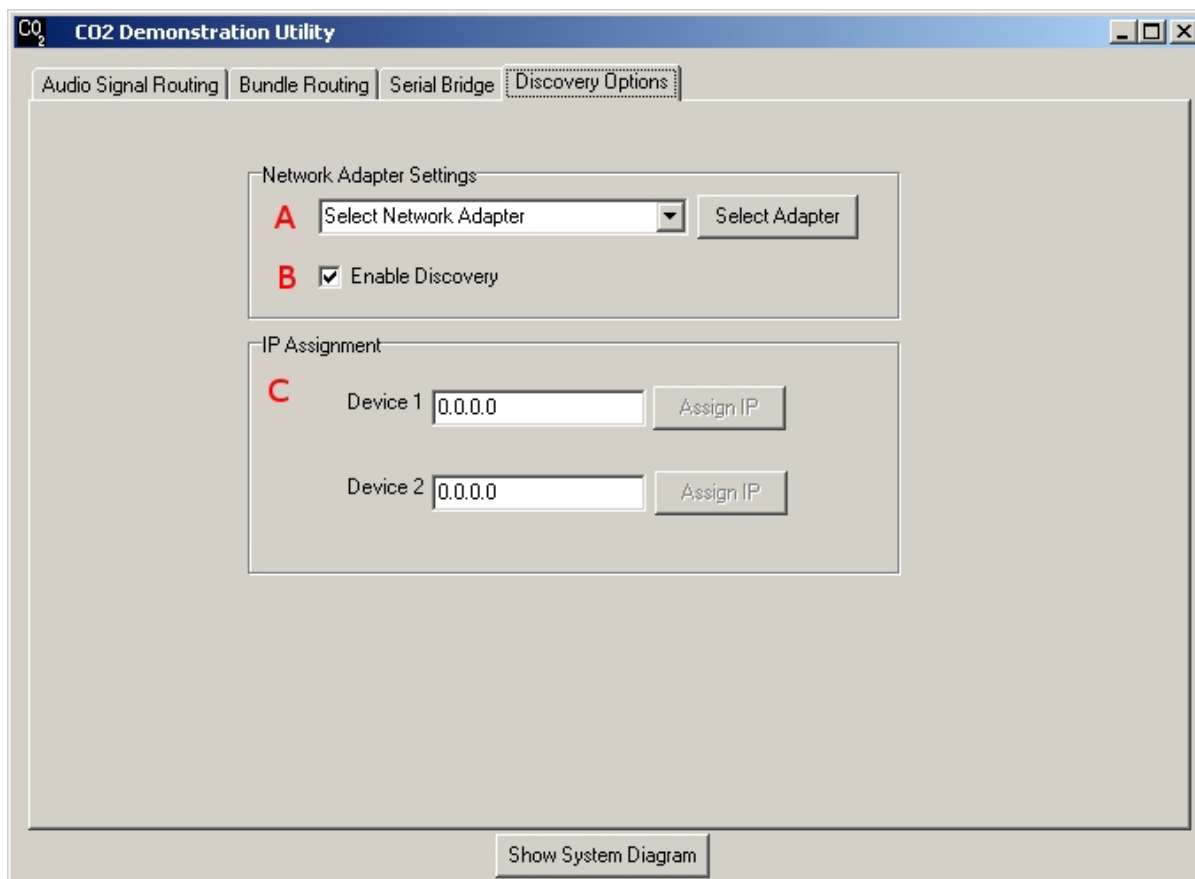 CO2 CO2 Demonstration Utility
Audio Signal Routing Bundle Routing Serial Bridge Discovery Options
Network Adapter Settings
A Select Network Adapter Select Adapter
B Enable Discovery
IP Assignment
C
Device 1 0.0.0.0 Assign IP
Device 2 0.0.0.0 Assign IP
Show System Diagram